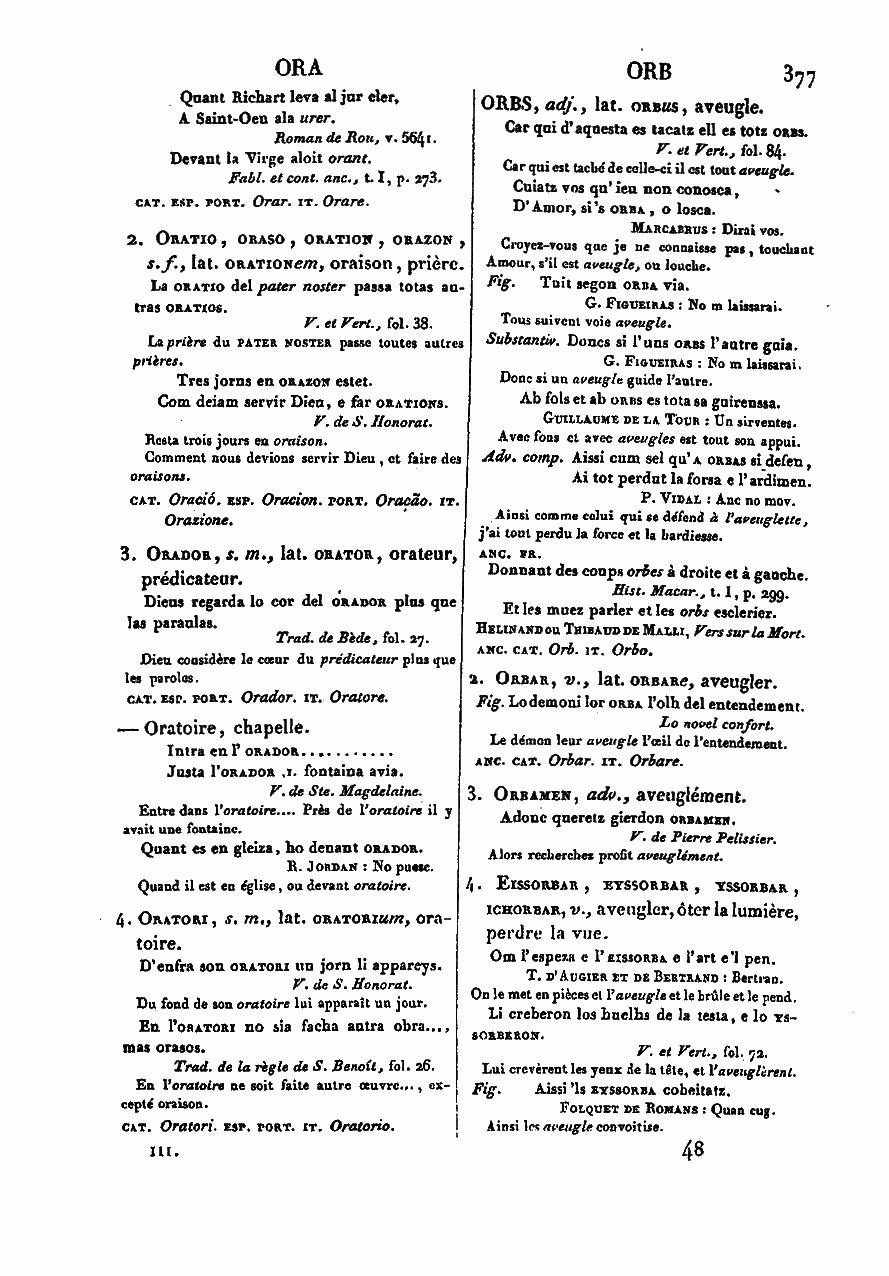 ORA
ORB
377
Quant Richart leva al jur cler,
A Saint-Oen ala urer.
Roman de Rou, v. 5641.
Devant la Virge aloit orant.
Fabl. et cont. anc., t. I, p. 273.
CAT. ESP. PORT. Orar. IT. Orare.
2. ORATIO, ORASO, ORATION, ORAZON,
s. f., lat. ORATIONem, oraison, prière.
La ORATIO del pater noster passa totas au-
tras ORATIOS.
V. et Vert., fol. 38.
La prière du PATER NOSTER passe toutes autres
prières.
Tres jorns en ORAZON estet.
Com deiam servir Dieu, e far ORATIONS.
V. de S. Honorat.
Resta trois jours en oraison.
Comment nous devions servir Dieu, et faire des
oraisons.
CAT. Oració. ESP. Oracion. PORT. Oração. IT.
Orazione.
3. ORADOR, s. m., lat. ORATOR, orateur,
prédicateur.
Dieus regarda lo cor del ORADOR plus que
las paraulas.
Trad. de Bède, fol. 27.
Dieu considère le cœur du prédicateur plus que
les paroles.
CAT. ESP. PORT. Orador. IT. Oratore.
— Oratoire, chapelle.
Intra en l' ORADOR...........
Justa l'ORADOR .I. fontaina avia.
V. de Ste. Magdelaine.
Entre dans l'oratoire.... Près de l'oratoire il y
avait une fontaine.
Quant es en gleiza, ho denant ORADOR.
R. JORDAN : No puesc.
Quand il est en église, ou devant oratoire.
4. ORATORI, s. m., lat. ORATORIUm, ora-
toire.
D'enfra son ORATORI un jorn li appareys.
V. de S. Honorat.
Du fond de son oratoire lui apparaît un jour.
En l'ORATORI no sia facha autra obra...,
mas orasos.
Trad. de la règle de S. Benoît, fol. 26.
En l'oratoire ne soit faite autre œuvre..., ex-
cepté oraison.
CAT. Oratori. ESP. PORT. IT. Oratorio.
III.
ORBS, adj., lat. ORBUS, aveugle.
Car qui d'aquesta es tacatz ell es totz ORBS.
V. et Vert., fol. 84.
Car qui est taché de celle-ci il est tout aveugle.
Cuiatz vos qu' ieu non conosca,
D'Amor, si's ORBA, o losca.
MARCABRUS : Dirai vos.
Croyez-vous que je ne connaisse pas, touchant
Amour, s'il est aveugle, ou louche.
Fig. Tuit segon ORBA via.
G. FIGUEIRAS : No m laissarai.
Tous suivent voie aveugle.
Substantiv. Doncs si l'uns ORBS l'autre guia.
G. FIGUEIRAS : No m laissarai.
Donc si un aveugle guide l'autre.
Ab fols et ab ORBS es tota sa guirenssa.
GUILLAUME DE LA TOUR : Un sirventes.
Avec fous et avec aveugles est tout son appui.
Adv. comp. Aissi cum sel qu' A ORBAS si defen,
Ai tot perdut la forsa e l'ardimen.
P. VIDAL : Anc no mov.
Ainsi comme celui qui se défend à l'aveuglette,
j'ai tout perdu la force et la hardiesse.
ANC. FR.
Donnant des coups orbes à droite et à gauche.
Hist. Macar., t. I, p. 299.
Et les muez parler et les orbs esclerier.
HELINAND ou THIBAUD DE MALLI, Vers sur la Mort.
ANC. CAT. Orb. IT. Orbo.
2. ORBAR, v., lat. ORBARe, aveugler.
Fig. Lo demoni lor ORBA l'olh del entendement.
Lo novel confort.
Le démon leur aveugle l'œil de l'entendement.
ANC. CAT. Orbar. IT. Orbare.
3. ORBAMEN, adv., aveuglément.
Adonc queretz gierdon ORBAMEN.
V. de Pierre Pelissier.
Alors recherchez profit aveuglément.
4. EISSORBAR, EYSSORBAR, YSSORBAR,
ICHORBAR, v., aveugler, ôter la lumière,
perdre la vue.
Om l'espeza e l'EISSORBA e l'art e'l pen.
T. D'AUGIER ET DE BERTRAND : Bertran.
On le met en pièces et l'aveugle et le brûle et le pend.
Li creberon los huelhs de la testa, e lo YS-
SORBERON.
V. et Vert., fol. 72.
Lui crevèrent les yeux de la tête, et l'aveuglèrent.
Fig. Aissi 'ls EYSSORBA cobeitatz.
FOLQUET DE ROMANS : Quan cug.
Ainsi les aveugle convoitise.
48